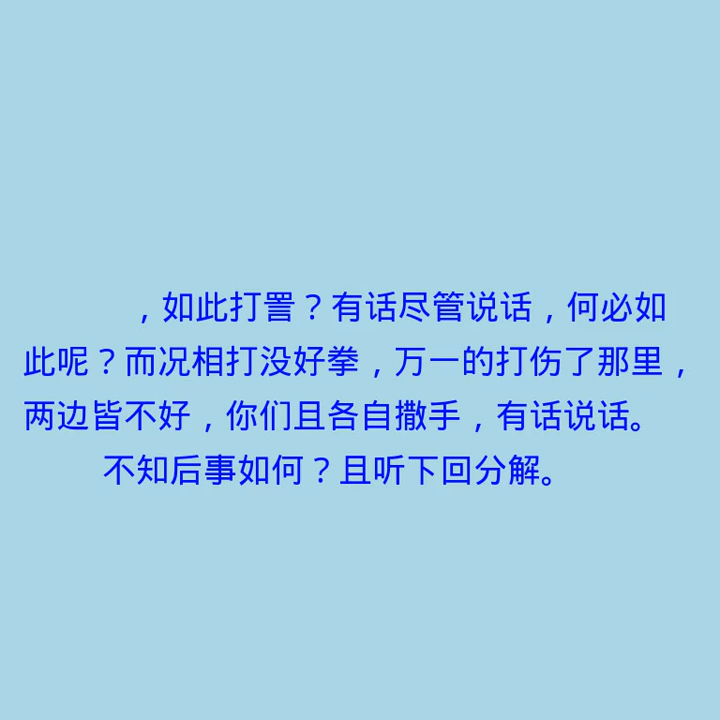 ，如此打詈？有话尽管说话，何必如
此呢？而况相打没好拳，万一的打伤了那里，
两边皆不好，你们且各自撒手，有话说话。
不知后事如何？且听下回分解。